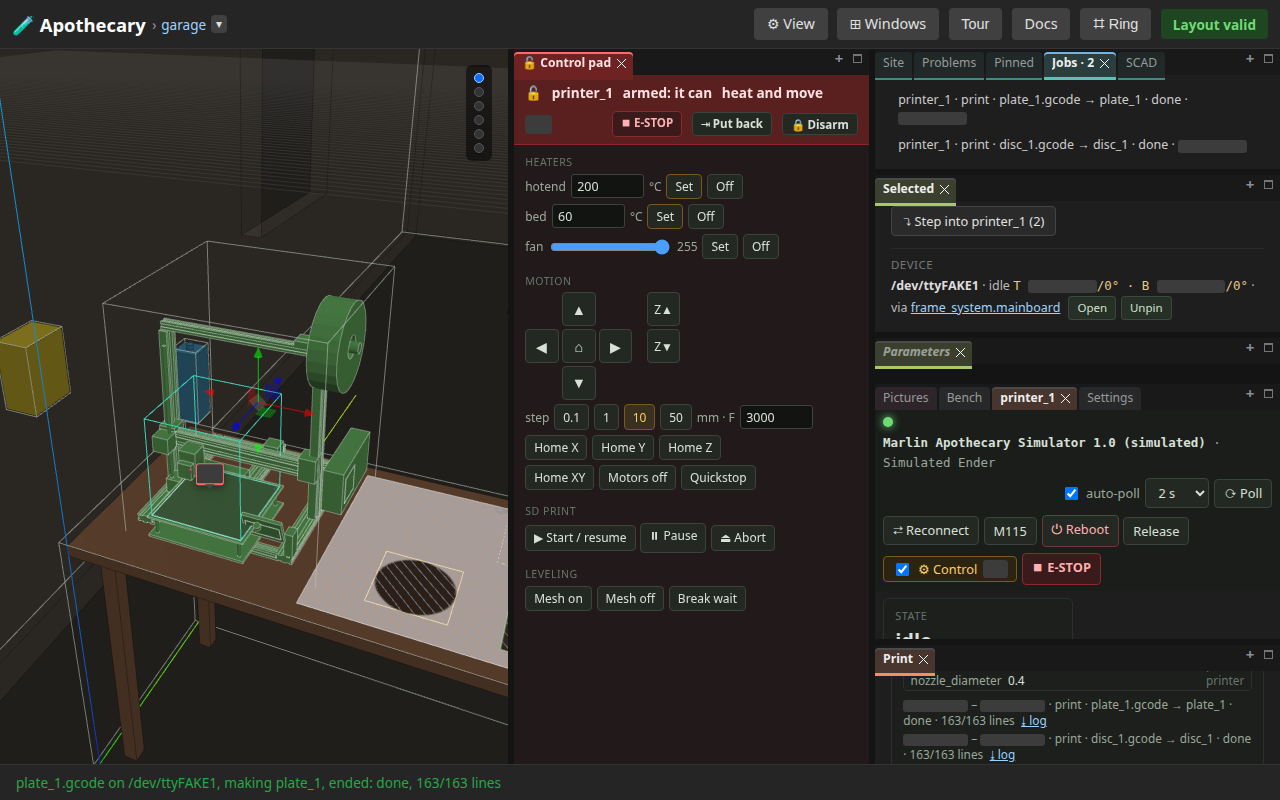 🧪 Apothecary › garage ▾
⚙ View
⊞ Windows
Tour
Docs
⌗ Ring
Layout valid
🔓 Control pad
🔓 printer_1 armed: it can heat and move
■ E-STOP
⇥ Put back
🔒 Disarm
HEATERS
hotend 200 °C Set Off
bed 60 °C Set Off
fan 255 Set Off
MOTION
▲ Z▲
◀ ⌂ ▶ Z▼
▼
step 0.1 1 10 50 mm · F 3000
Home X Home Y Home Z
Home XY Motors off Quickstop
SD PRINT
▶ Start / resume ⏸ Pause ⏏ Abort
LEVELING
Mesh on Mesh off Break wait
Site Problems Pinned Jobs · 2 SCAD
printer_1 · print · plate_1.gcode → plate_1 · done ·
printer_1 · print · disc_1.gcode → disc_1 · done ·
Selected
⤵ Step into printer_1 (2)
DEVICE
/dev/ttyFAKE1 · idle T /0° · B /0° ·
via frame_system.mainboard Open Unpin
Parameters
Pictures Bench printer_1 Settings
Marlin Apothecary Simulator 1.0 (simulated) ·
Simulated Ender
auto-poll 2 s ⟳ Poll
⇄ Reconnect M115 ⏻ Reboot Release
⚙ Control ■ E-STOP
STATE
idle
Print
nozzle_diameter 0.4 printer
– · print · plate_1.gcode → plate_1 ·
done · 163/163 lines ⤓ log
– · print · disc_1.gcode → disc_1 · done
· 163/163 lines ⤓ log
plate_1.gcode on /dev/ttyFAKE1, making plate_1, ended: done, 163/163 lines